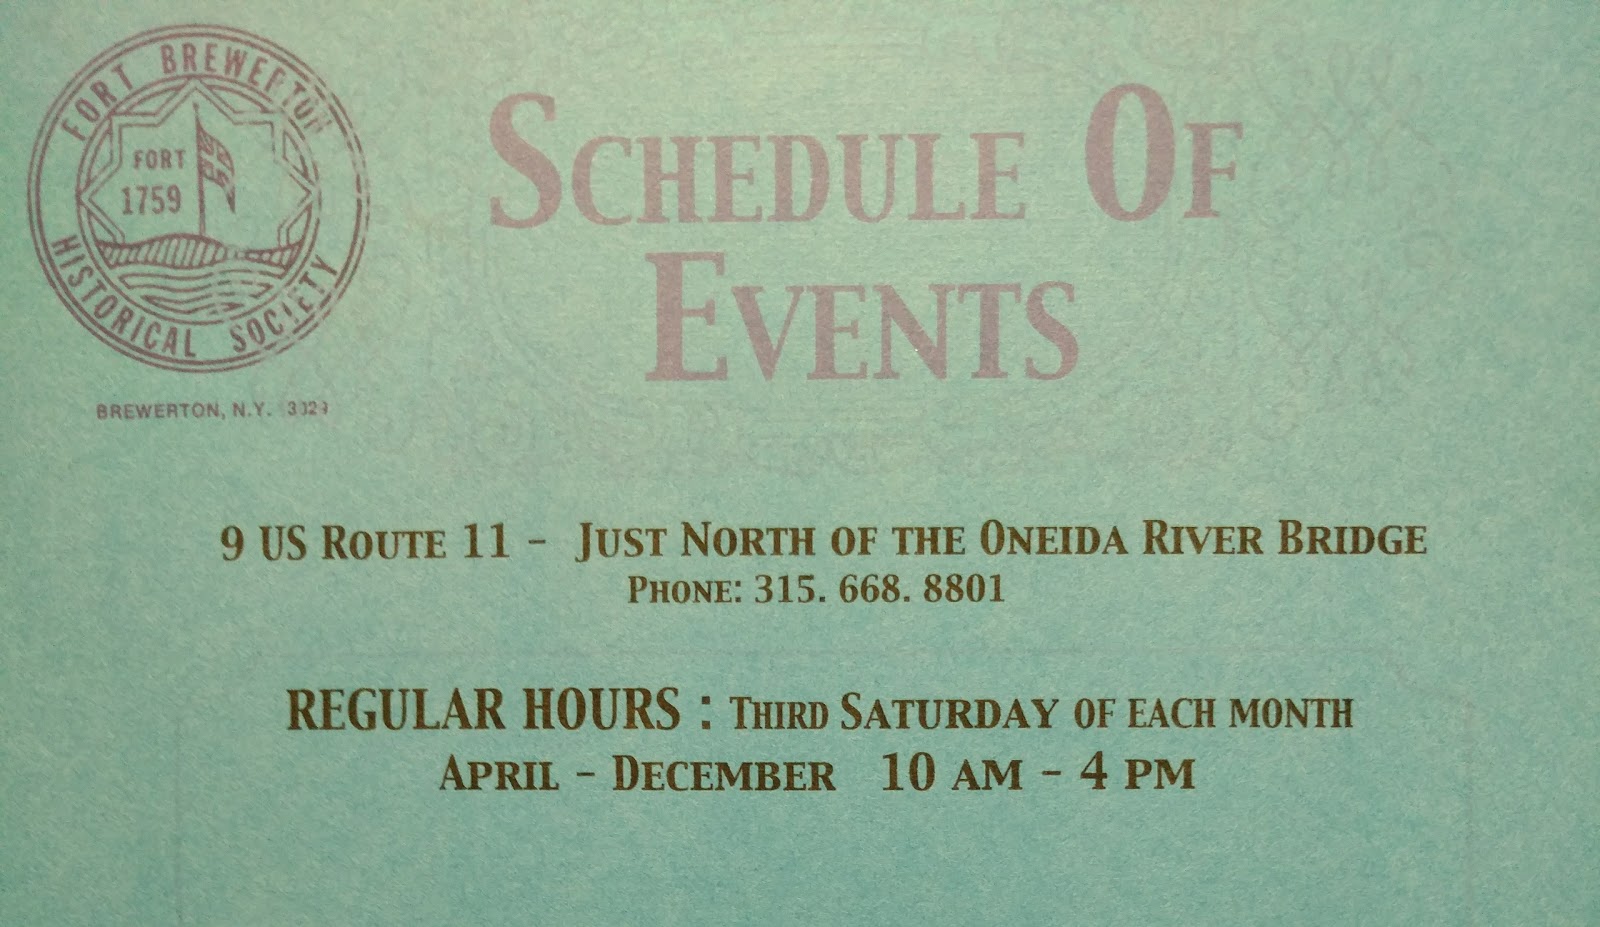 FORT BREWERTON
FORT
1759
HISTORICAL SOCIETY
BREWERTON, N.Y.
SCHEDULE OF
EVENTS
9 US ROUTE 11 - JUST NORTH OF THE ONEIDA RIVER BRIDGE
PHONE: 315. 668. 8801
REGULAR HOURS : THIRD SATURDAY OF EACH MONTH
APRIL - DECEMBER 10 AM - 4 PM